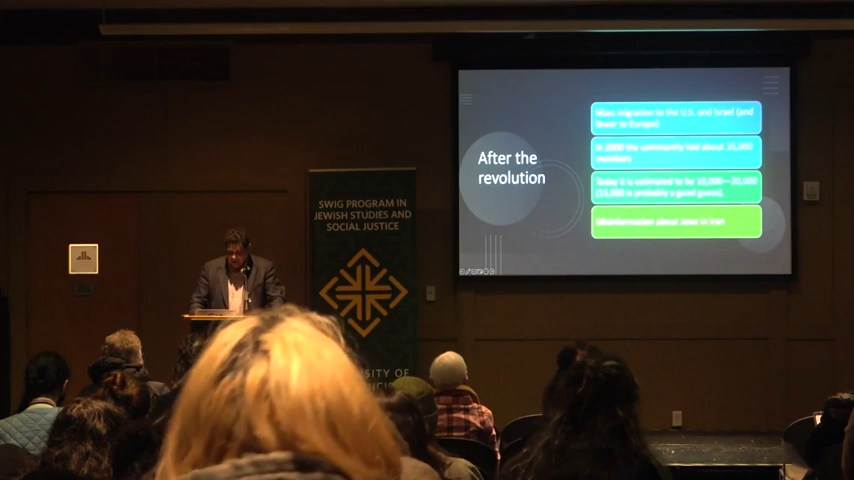 After the
revolution
Mass migration to the U.S. and Israel (and
fewer to Europe)
In 2000 the community had about 35,000
members
Today it is estimated to be 10,000—20,000
(15,000 is probably a good guess)
Misinformation about Jews in Iran
SWIG PROGRAM IN
JEWISH STUDIES AND
SOCIAL JUSTICE
SITY OF